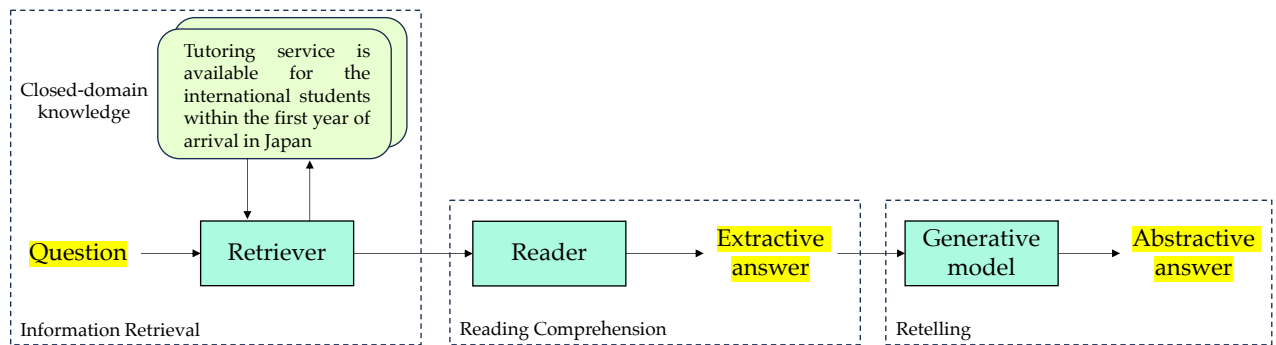 Tutoring service is
available for the
international students
within the first year of
arrival in Japan
Closed-domain
knowledge
Question
Retriever
Information Retrieval
Reader
Extractive
answer
Reading Comprehension
Generative
model
Abstractive
answer
Retelling